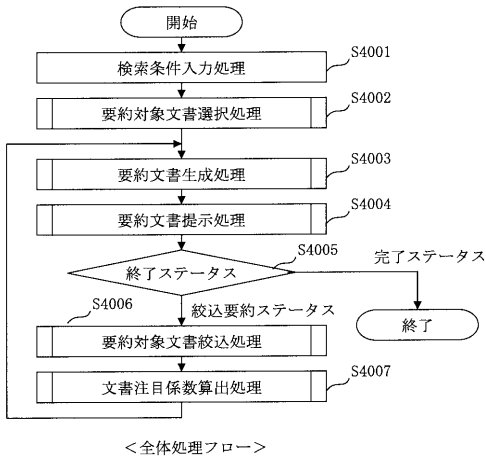 開始
検索条件入力処理
S4001
要約対象文書選択処理
S4002
要約文書生成処理
S4003
要約文書提示処理
S4004
終了ステータス
S4005
完了ステータス
終了
絞込要約ステータス
S4006
要約対象文書絞込処理
文書注目係数算出処理
S4007
<全体処理フロー>